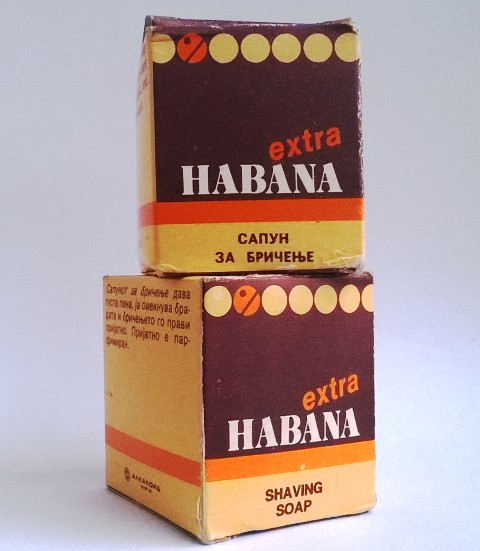 extra
HABANA
САПУН
ЗА БРИЧЕЊЕ
Сапунот за бричење дава
густа пена, ја омекнува бра-
дата и бричењето го прави
пријатно. Пријатно е пар-
фимиран.
АЛКАЛОИД
extra
HABANA
SHAVING
SOAP